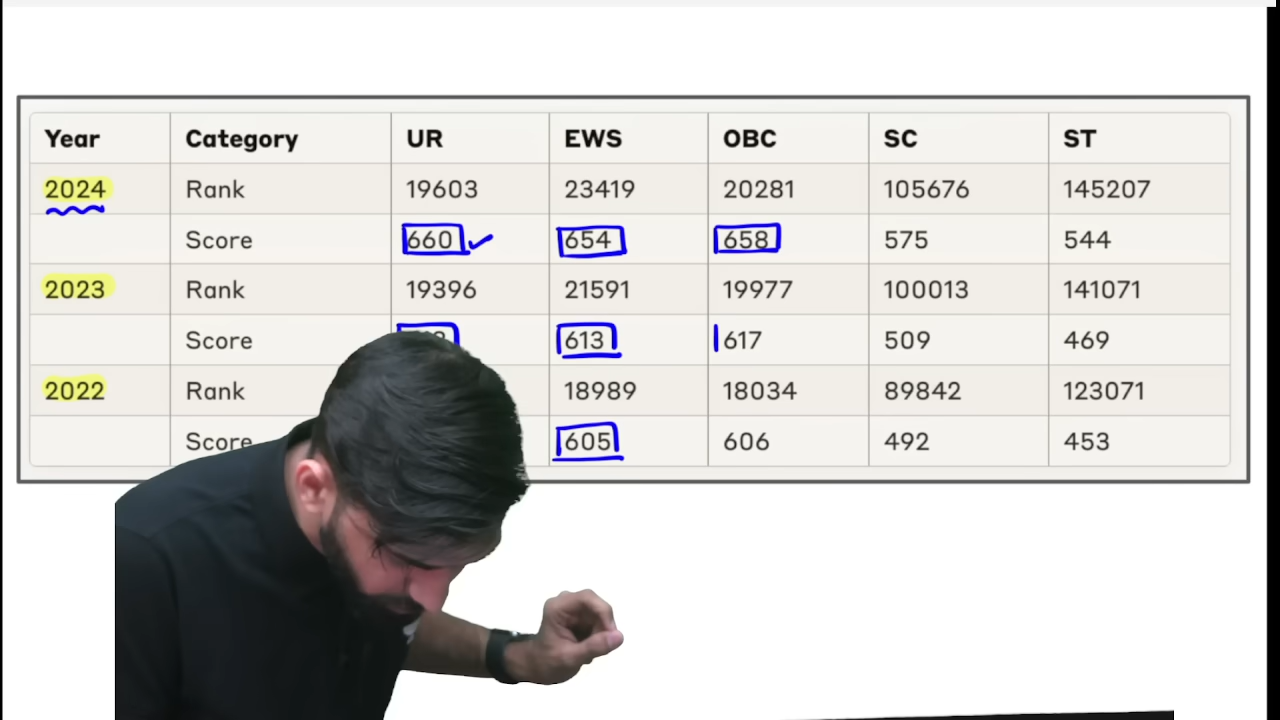 Year Category UR EWS OBC SC ST
2024 Rank 19603 23419 20281 105676 145207
Score 660 654 658 575 544
2023 Rank 19396 21591 19977 100013 141071
Score 613 617 509 469
2022 Rank 18989 18034 89842 123071
Score 605 606 492 453